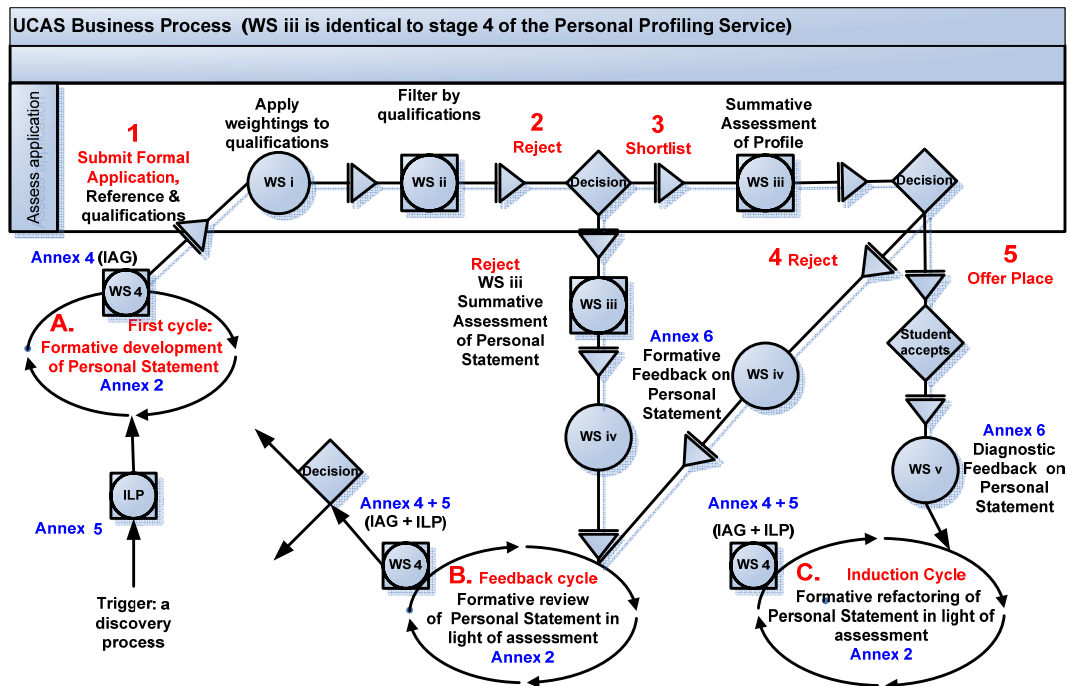 UCAS Business Process (WS iii is identical to stage 4 of the Personal Profiling Service)
Assess application
1
Submit Formal
Application,
Reference &
qualifications
Apply
weightings to
qualifications
WS i
Filter by
qualifications
WS ii
2
Reject
Decision
3
Shortlist
Summative
Assessment
of Profile
WS iii
Decision
Annex 4 (IAG)
WS 4
A.
First cycle:
Formative development
of Personal Statement
Annex 2
ILP
Annex 5
Trigger: a
discovery
process
Reject
WS iii
Summative
Assessment
of Personal
Statement
WS iii
WS iv
4 Reject
Annex 6
Formative
Feedback on
Personal
Statement
WS iv
5
Offer Place
Student
accepts
WS v
Annex 6
Diagnostic
Feedback on
Personal
Statement
Decision
Annex 4 + 5
(IAG + ILP)
WS 4
B. Feedback cycle
Formative review
of Personal Statement in
light of assessment
Annex 2
Annex 4 + 5
(IAG + ILP)
WS 4
C. Induction Cycle
Formative refactoring of
Personal Statement in light of
assessment
Annex 2